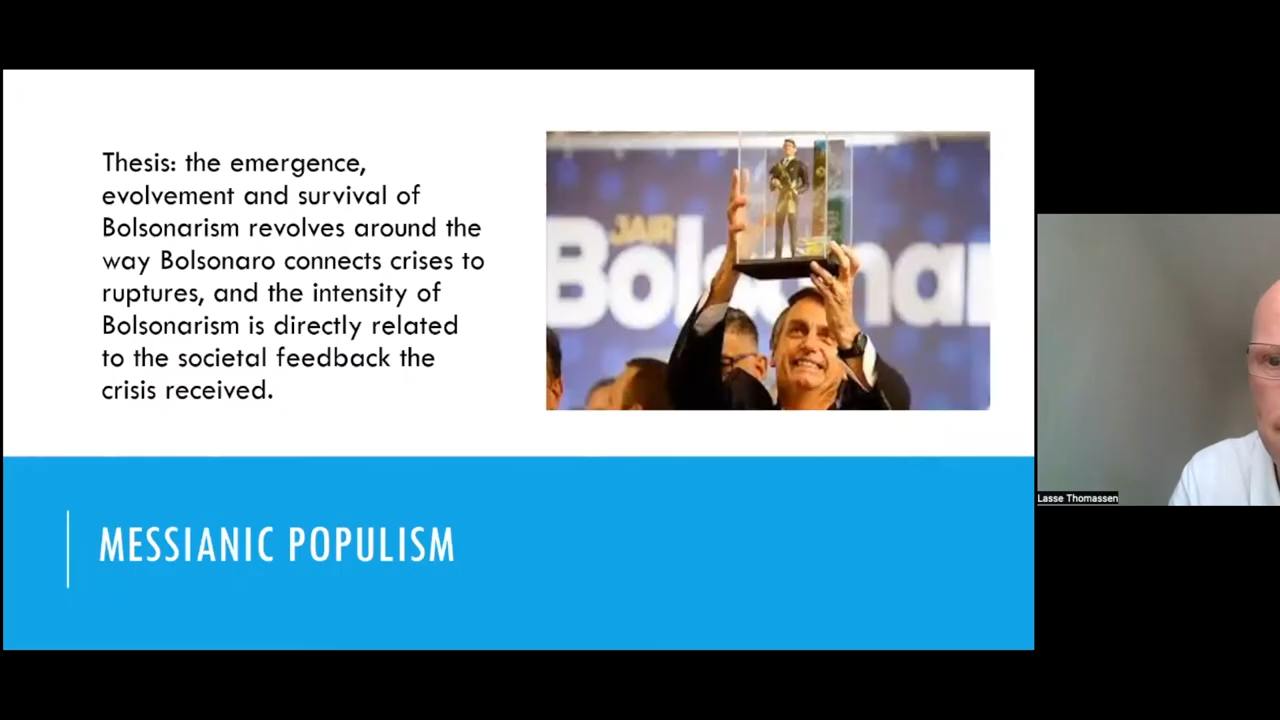 Thesis: the emergence,
evolvement and survival of
Bolsonarism revolves around the
way Bolsonaro connects crises to
ruptures, and the intensity of
Bolsonarism is directly related
to the societal feedback the
crisis received.
JAIR
Bolsonar
MESSIANIC POPULISM
Lasse Thomassen